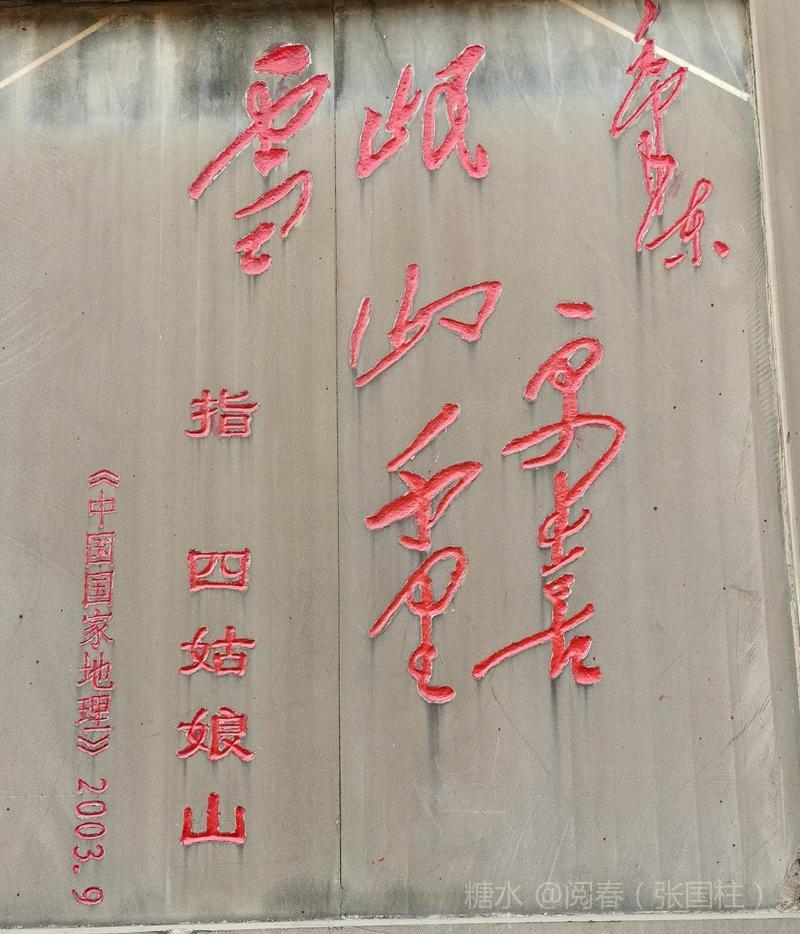 毛泽东
更喜
岷山千里
雪
指 四姑娘山
《中国国家地理》2003.9
糖水 @阅春（张国柱）